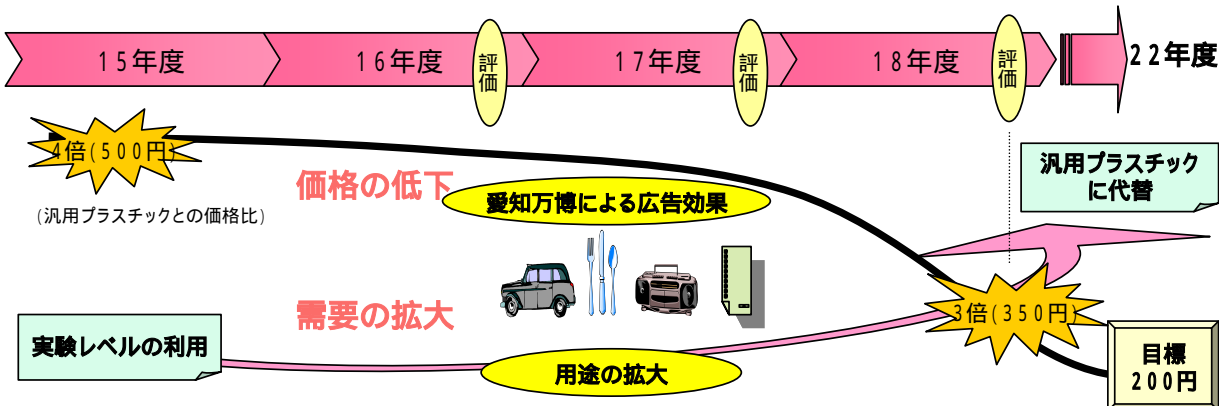 15年度
16年度
評価
17年度
評価
18年度
評価
22年度
4倍(500円)
(汎用プラスチックとの価格比)
価格の低下
愛知万博による広告効果
汎用プラスチック
に代替
需要の拡大
実験レベルの利用
用途の拡大
3倍(350円)
目標
200円